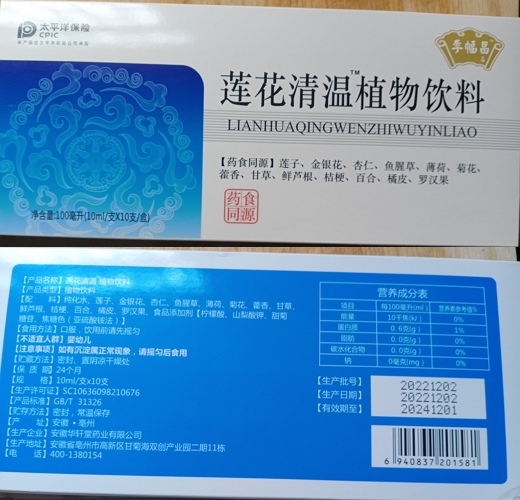 太平洋保险
CPIC
李幅昌
莲花清温植物饮料
TM
LIANHUAQINGWENZHIWUYINLIAO
【药食同源】莲子、金银花、杏仁、鱼腥草、薄荷、菊花、
藿香、甘草、鲜芦根、桔梗、百合、橘皮、罗汉果
药食
同源
净含量:100毫升(10ml/支X10支/盒)
【产品名称】莲花清温 植物饮料
【产品类型】植物饮料
【配 料】纯化水、莲子、金银花、杏仁、鱼腥草、薄荷、菊花、藿香、甘草、
鲜芦根、桔梗、百合、橘皮、罗汉果、食品添加剂【柠檬酸、山梨酸钾、甜菊
糖苷、焦糖色（亚硫酸铵法）】
【食用方法】口服，饮用前请先摇匀
【不适宜人群】婴幼儿
【注意事项】如有沉淀属正常现象，请摇匀后食用
【贮藏方法】密封、置阴凉干燥处
【保 质 期】24个月
【规 格】10ml/支x10支
【生产许可证】SC10636098210676
【产品标准】GB/T 31326
【贮存方法】密封，常温保存
【产 址】安徽·亳州
【生产企业】安徽华轩堂药业有限公司
【生产地址】安徽省亳州市高新区甘菊海双创产业园二期11栋
【电 话】400-1380154
营养成分表
项目 每100毫升(ml) 营养素参考值%
能量 10千焦(k) 0%
蛋白质 0.6克(g) 1%
脂肪 0.0克(g) 0%
碳水化合物 0.0克(g) 0%
钠 0毫克(mg) 0%
【生产批号】 20221202
【生产日期】 20221202
【有效期至】 20241201
6 940837 201581